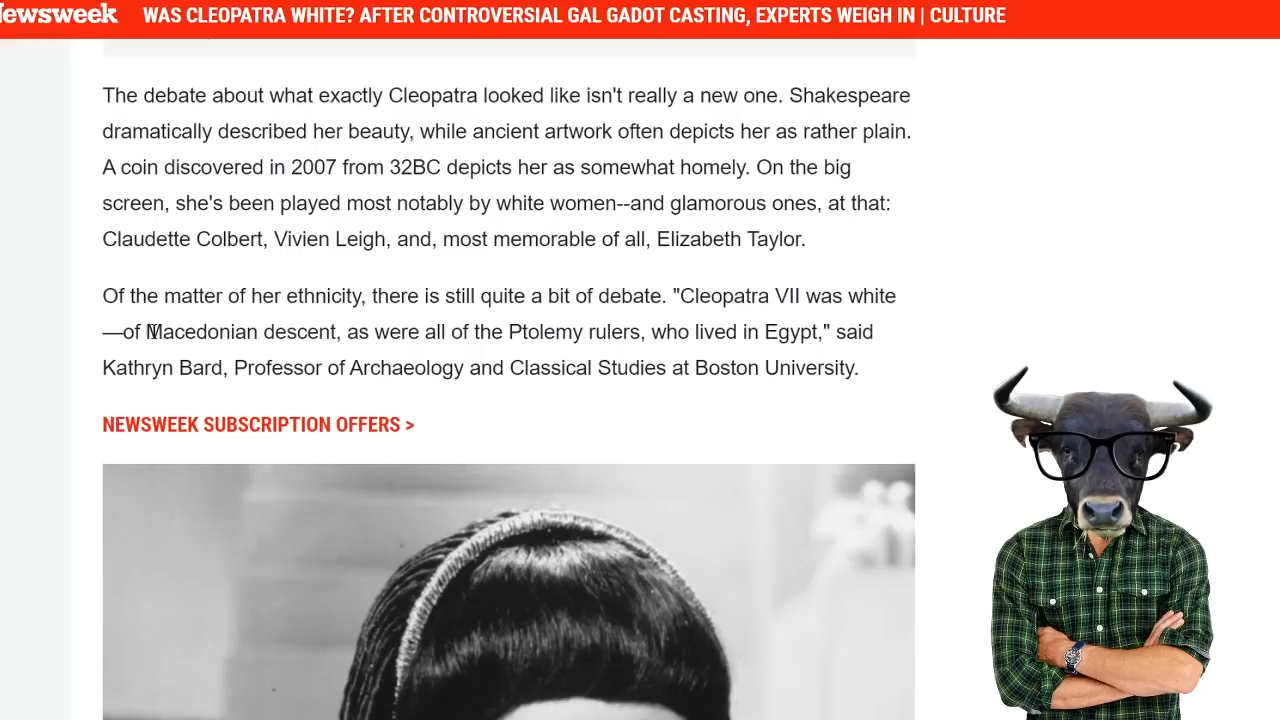 Newsweek WAS CLEOPATRA WHITE? AFTER CONTROVERSIAL GAL GADOT CASTING, EXPERTS WEIGH IN | CULTURE
The debate about what exactly Cleopatra looked like isn't really a new one. Shakespeare
dramatically described her beauty, while ancient artwork often depicts her as rather plain.
A coin discovered in 2007 from 32BC depicts her as somewhat homely. On the big
screen, she's been played most notably by white women--and glamorous ones, at that:
Claudette Colbert, Vivien Leigh, and, most memorable of all, Elizabeth Taylor.
Of the matter of her ethnicity, there is still quite a bit of debate. "Cleopatra VII was white
—of Macedonian descent, as were all of the Ptolemy rulers, who lived in Egypt," said
Kathryn Bard, Professor of Archaeology and Classical Studies at Boston University.
NEWSWEEK SUBSCRIPTION OFFERS >